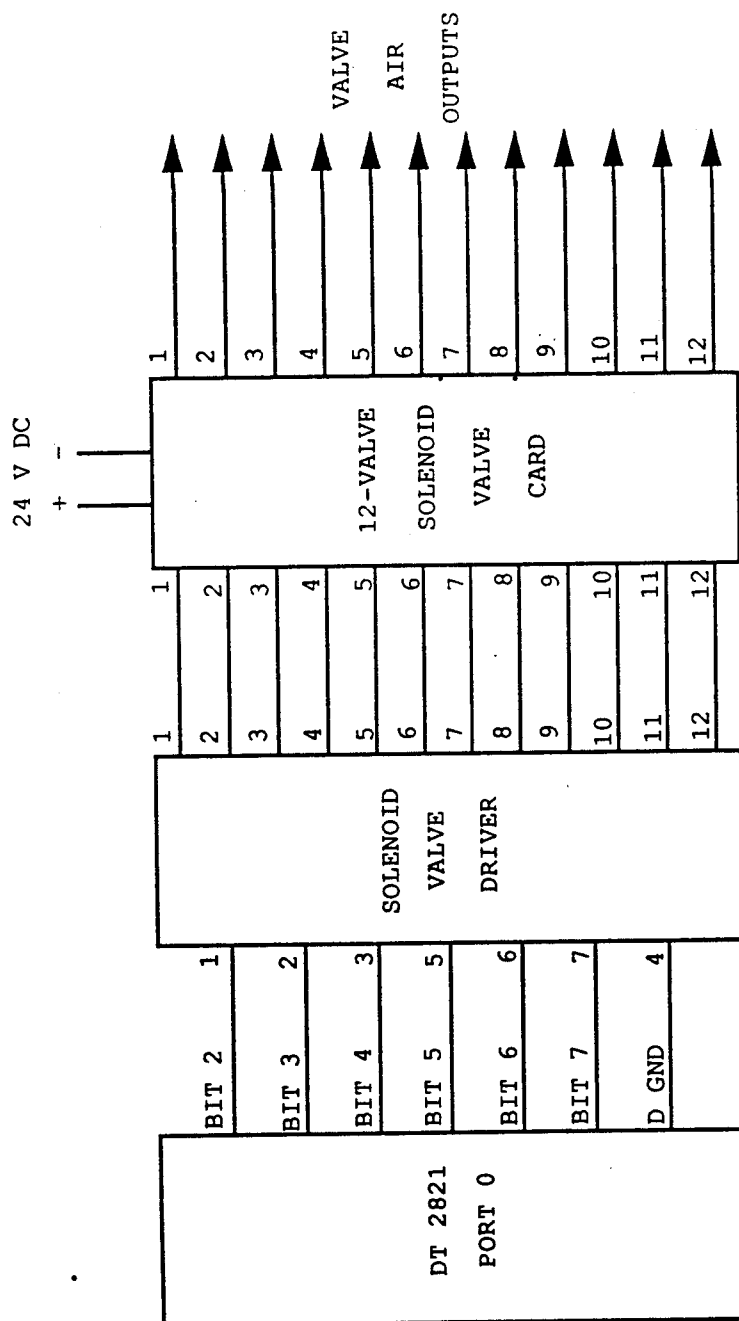 24 V DC
+ -
DT 2821
PORT 0
BIT 2
BIT 3
BIT 4
BIT 5
BIT 6
BIT 7
D GND
1
2
3
5
6
7
4
SOLENOID
VALVE
DRIVER
1
2
3
4
5
6
7
8
9
10
11
12
1
2
3
4
5
6
7
8
9
10
11
12
12-VALVE
SOLENOID
VALVE
CARD
1
2
3
4
5
6
7
8
9
10
11
12
VALVE
AIR
OUTPUTS